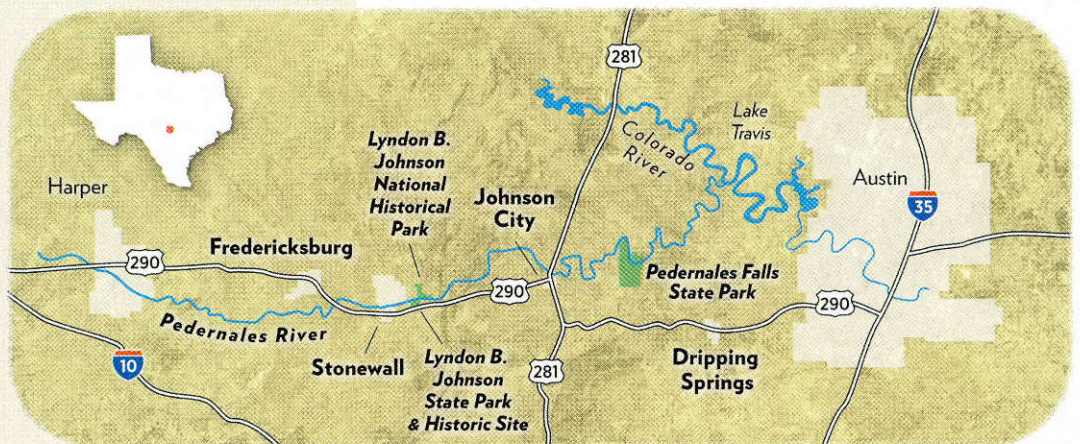 281
Lake
Travis
Colorado
River
Lyndon B.
Johnson
National
Historical
Park
Harper
Johnson
City
Austin
35
Fredericksburg
290
290
Pedernales Falls
State Park
290
Pedernales River
Stonewall
Lyndon B.
Johnson
State Park
& Historic Site
10
281
Dripping
Springs